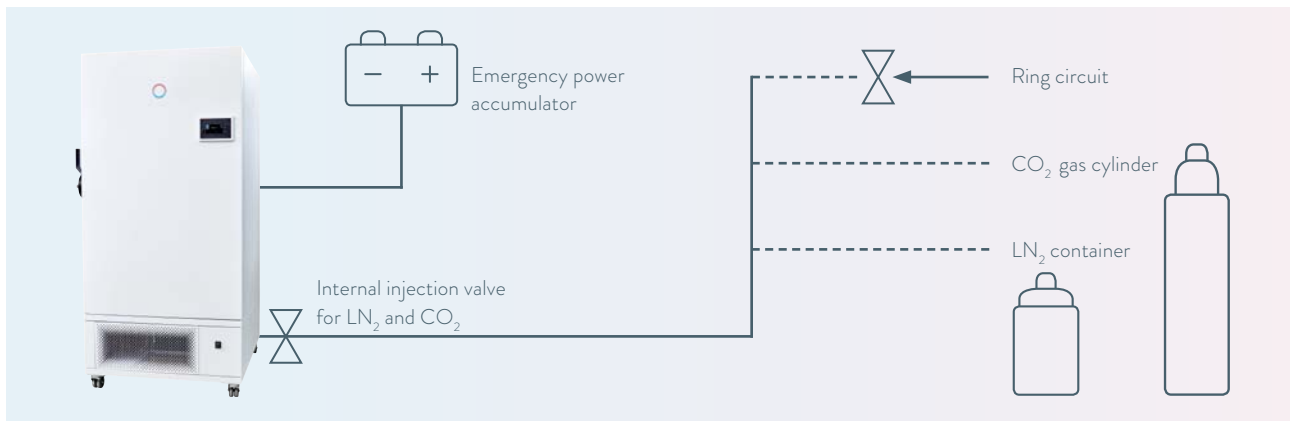 − +
Emergency power
accumulator
Ring circuit
CO₂ gas cylinder
LN₂ container
Internal injection valve
for LN₂ and CO₂